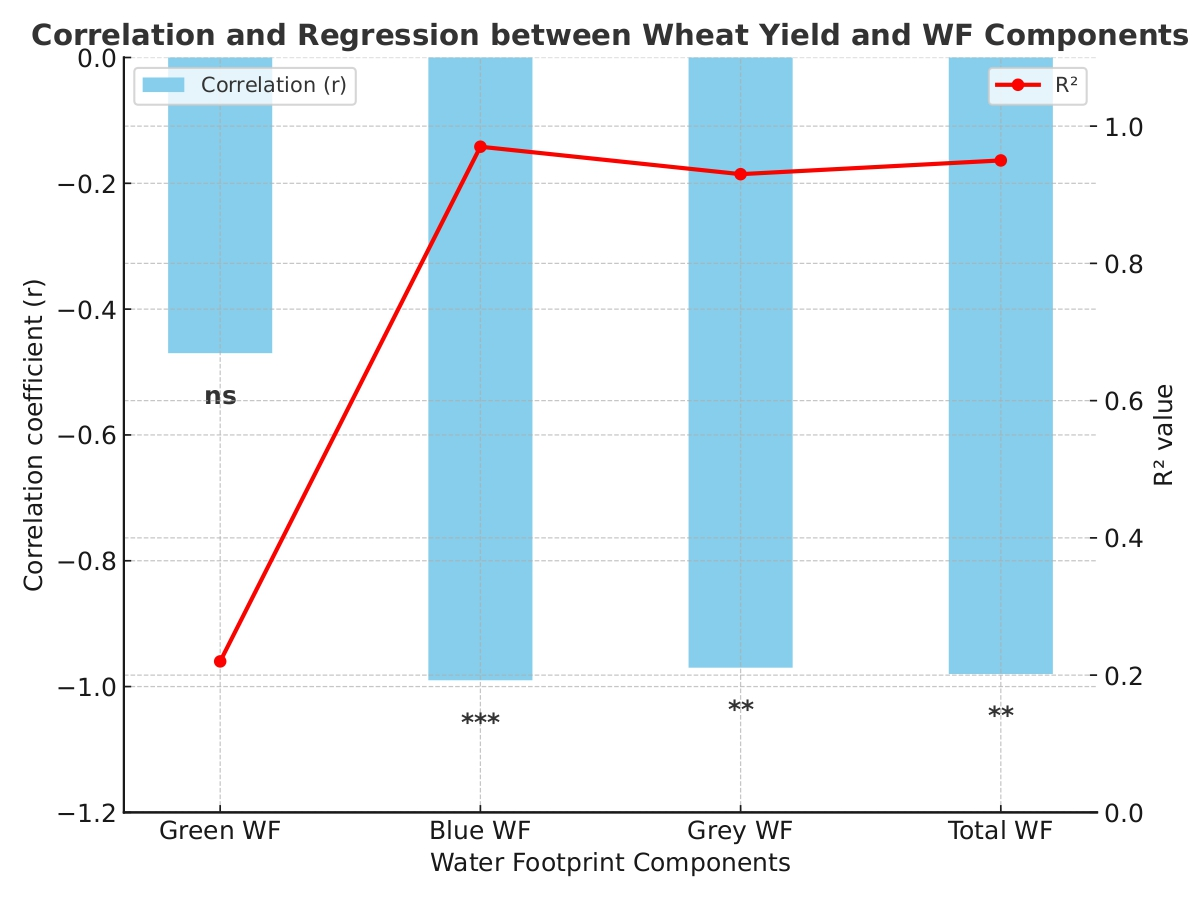 Correlation and Regression between Wheat Yield and WF Components
Correlation (r)
R²
0.0
−0.2
−0.4
−0.6
−0.8
−1.0
−1.2
Correlation coefficient (r)
1.0
0.8
0.6
0.4
0.2
0.0
R² value
ns
***
**
**
Green WF
Blue WF
Grey WF
Total WF
Water Footprint Components